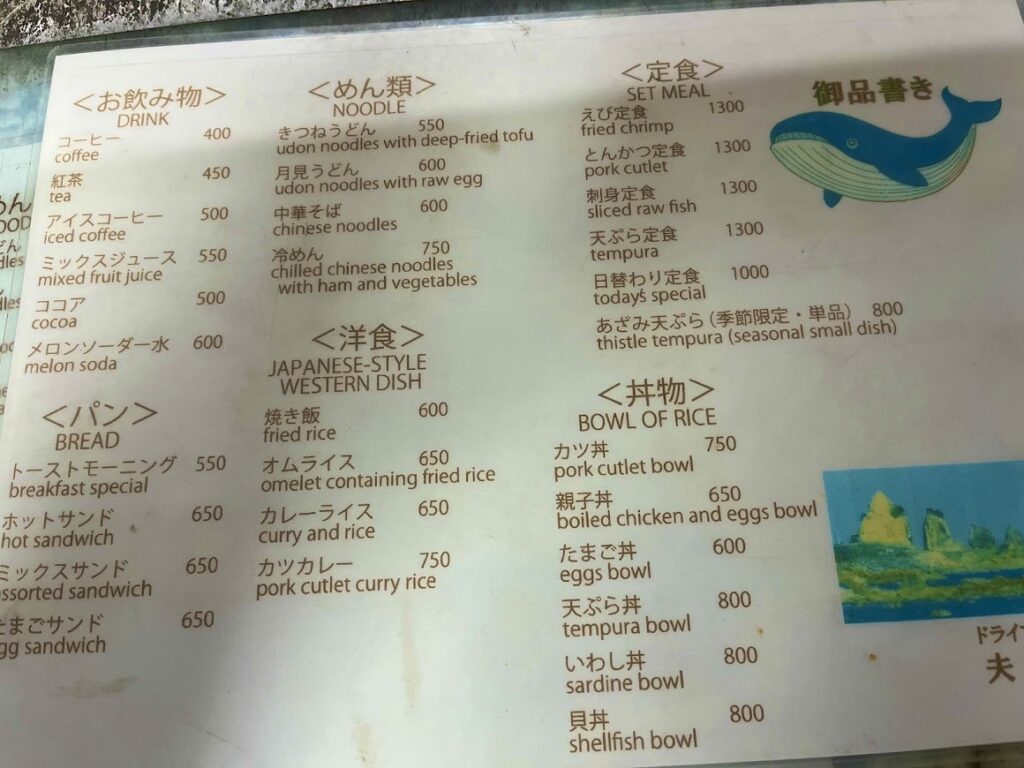 ＜お飲み物＞
DRINK
コーヒー 400
coffee
紅茶 450
tea
アイスコーヒー 500
iced coffee
ミックスジュース 550
mixed fruit juice
ココア 500
cocoa
メロンソーダー水 600
melon soda
＜パン＞
BREAD
トーストモーニング 550
breakfast special
ホットサンド 650
hot sandwich
ミックスサンド 650
assorted sandwich
たまごサンド 650
egg sandwich
＜めん類＞
NOODLE
きつねうどん 550
udon noodles with deep-fried tofu
月見うどん 600
udon noodles with raw egg
中華そば 600
chinese noodles
冷めん 750
chilled chinese noodles
with ham and vegetables
＜洋食＞
JAPANESE-STYLE
WESTERN DISH
焼き飯 600
fried rice
オムライス 650
omelet containing fried rice
カレーライス 650
curry and rice
カツカレー 750
pork cutlet curry rice
＜定食＞
SET MEAL
えび定食 1300
fried chrimp
とんかつ定食 1300
pork cutlet
刺身定食 1300
sliced raw fish
天ぷら定食 1300
tempura
日替わり定食 1000
today's special
あざみ天ぷら（季節限定・単品） 800
thistle tempura (seasonal small dish)
＜丼物＞
BOWL OF RICE
カツ丼 750
pork cutlet bowl
親子丼 650
boiled chicken and eggs bowl
たまご丼 600
eggs bowl
天ぷら丼 800
tempura bowl
いわし丼 800
sardine bowl
貝丼 800
shellfish bowl
御品書き
ドライブ
夫